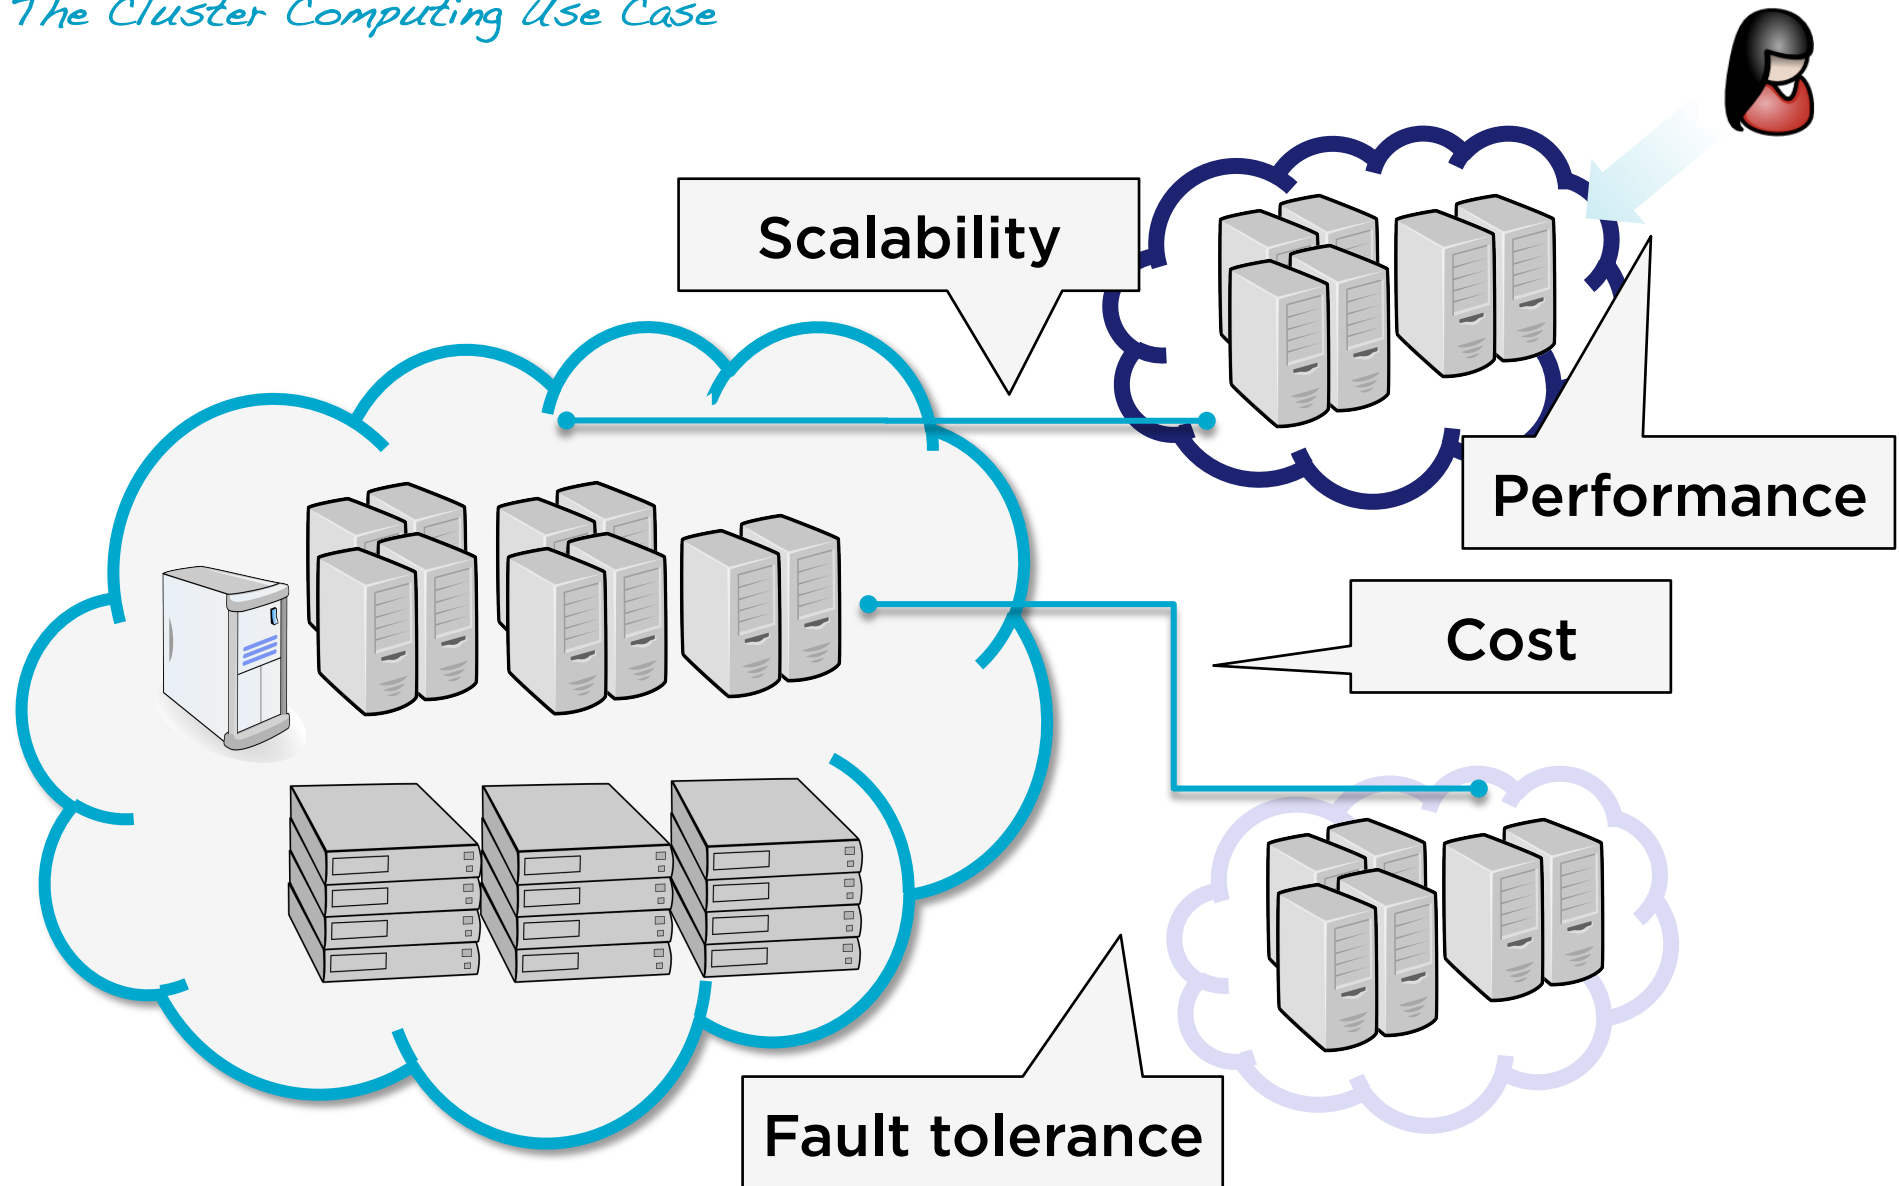 The Cluster Computing Use Case
Scalability
Performance
Cost
Fault tolerance